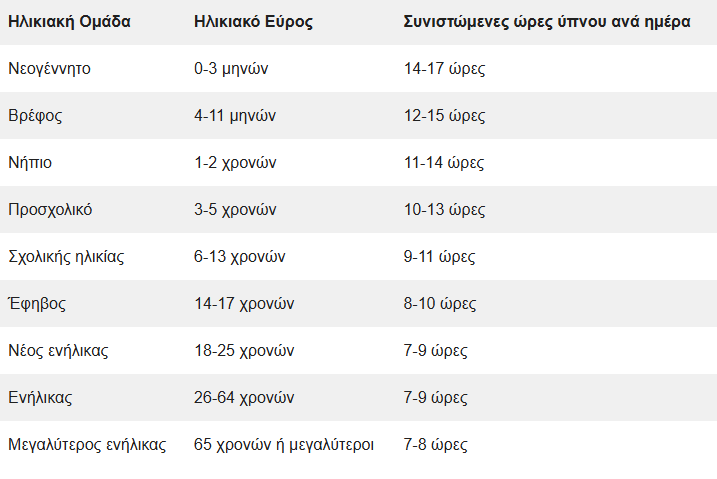 Ηλικιακή Ομάδα Ηλικιακό Εύρος Συνιστώμενες ώρες ύπνου ανά ημέρα
Νεογέννητο 0-3 μηνών 14-17 ώρες
Βρέφος 4-11 μηνών 12-15 ώρες
Νήπιο 1-2 χρονών 11-14 ώρες
Προσχολικό 3-5 χρονών 10-13 ώρες
Σχολικής ηλικίας 6-13 χρονών 9-11 ώρες
Έφηβος 14-17 χρονών 8-10 ώρες
Νέος ενήλικας 18-25 χρονών 7-9 ώρες
Ενήλικας 26-64 χρονών 7-9 ώρες
Μεγαλύτερος ενήλικας 65 χρονών ή μεγαλύτεροι 7-8 ώρες